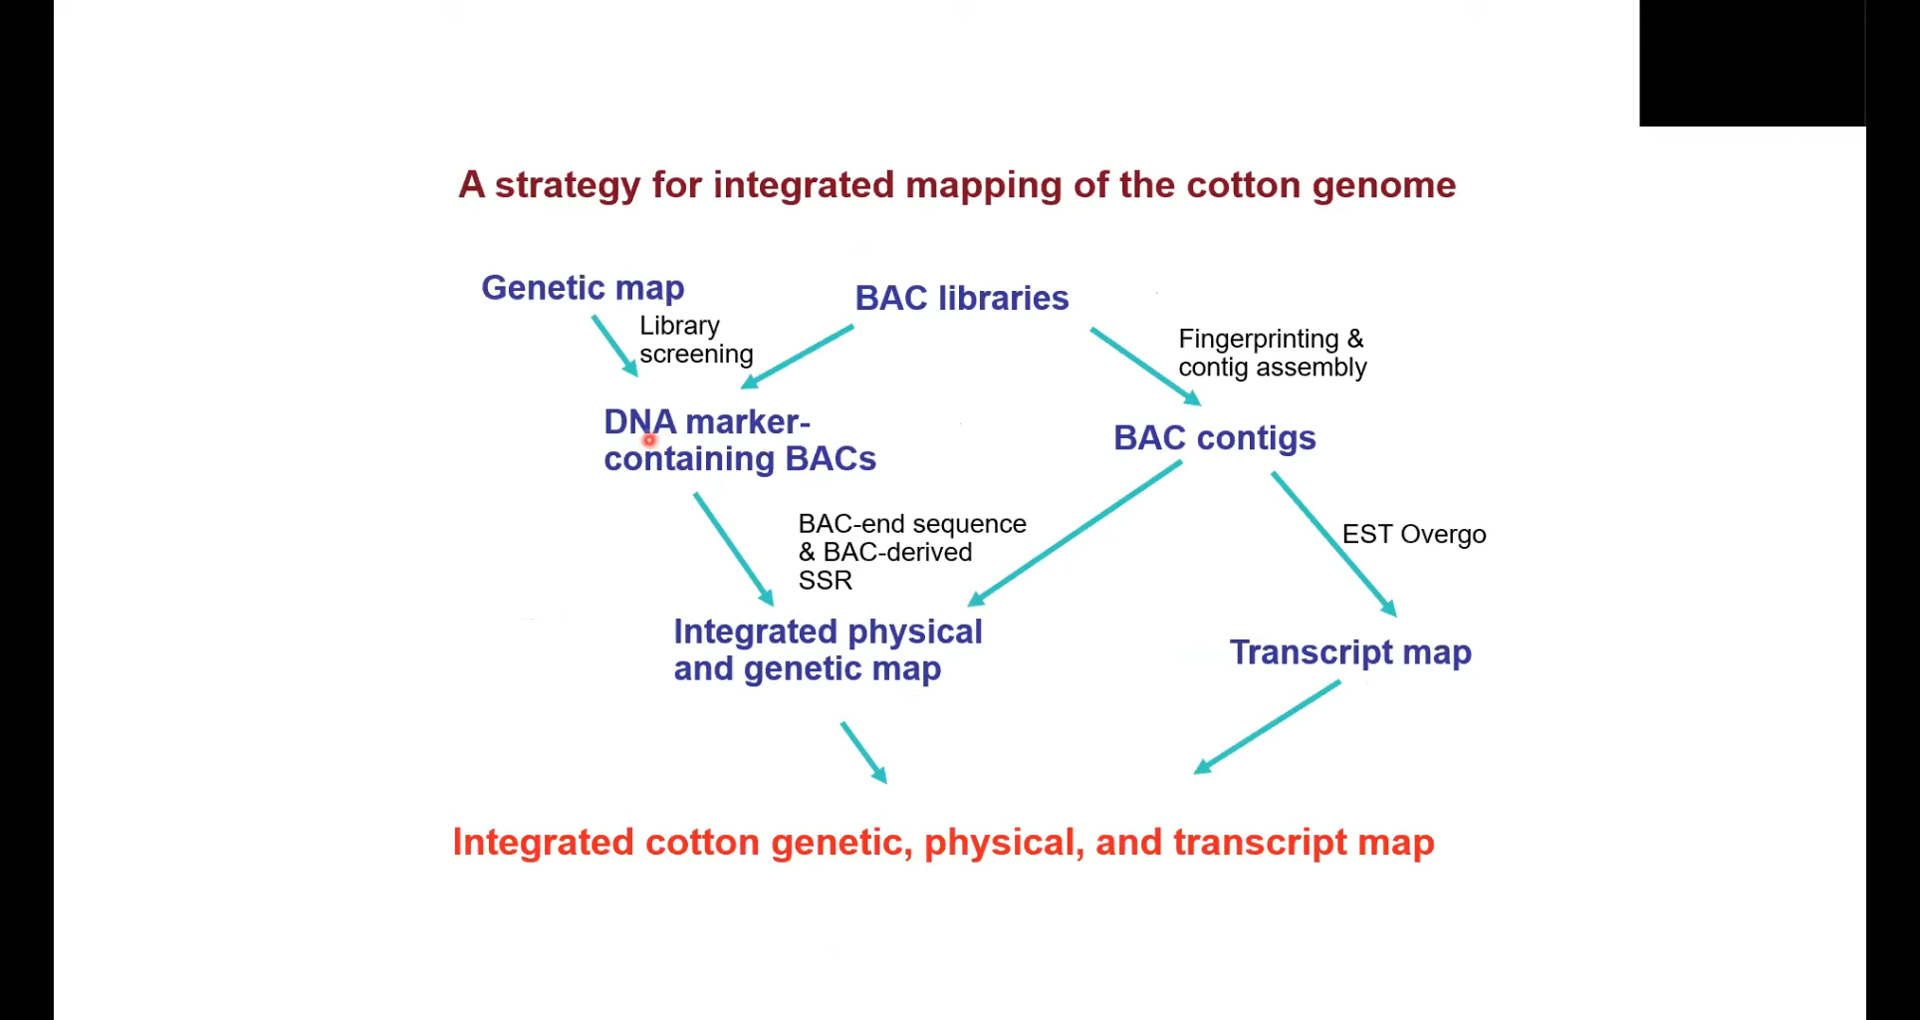 A strategy for integrated mapping of the cotton genome
Genetic map
BAC libraries
Library
screening
Fingerprinting &
contig assembly
DNA marker-
containing BACs
BAC contigs
BAC-end sequence
& BAC-derived
SSR
EST Overgo
Integrated physical
and genetic map
Transcript map
Integrated cotton genetic, physical, and transcript map